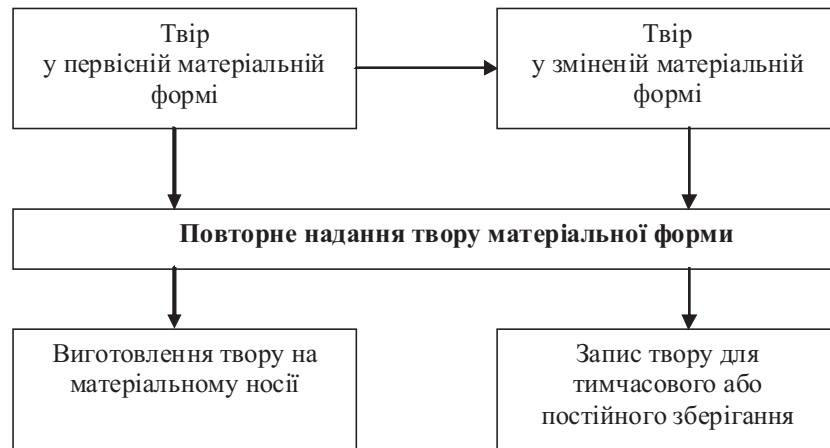 Твір
у первісній матеріальній
формі
Твір
у зміненій матеріальній
формі
Повторне надання твору матеріальної форми
Виготовлення твору на
матеріальному носії
Запис твору для
тимчасового або
постійного зберігання